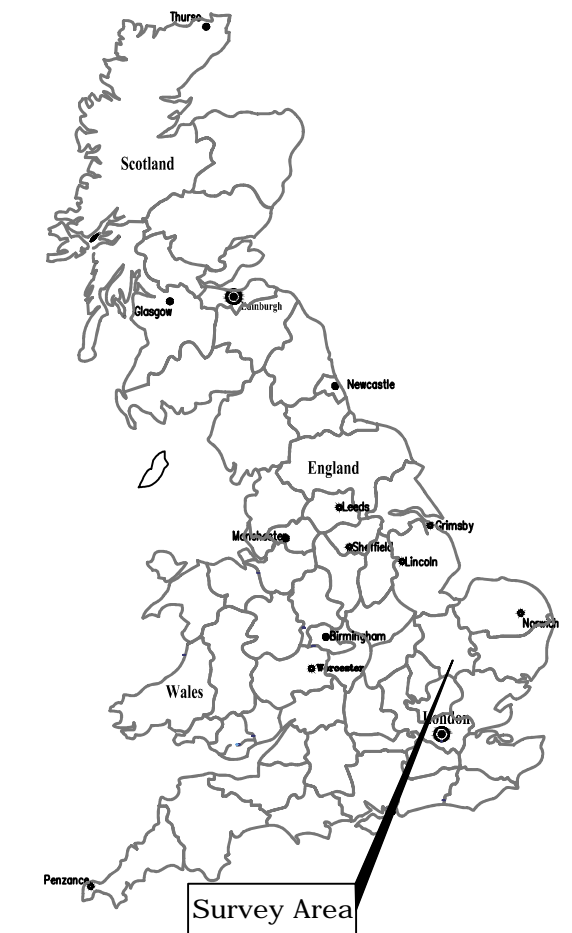 Thurso
Scotland
Edinburgh
Glasgow
Newcastle
England
Leeds
Grimsby
Manchester
Sheffield
Lincoln
Norwich
Birmingham
Worcester
Wales
London
Penzance
Survey Area